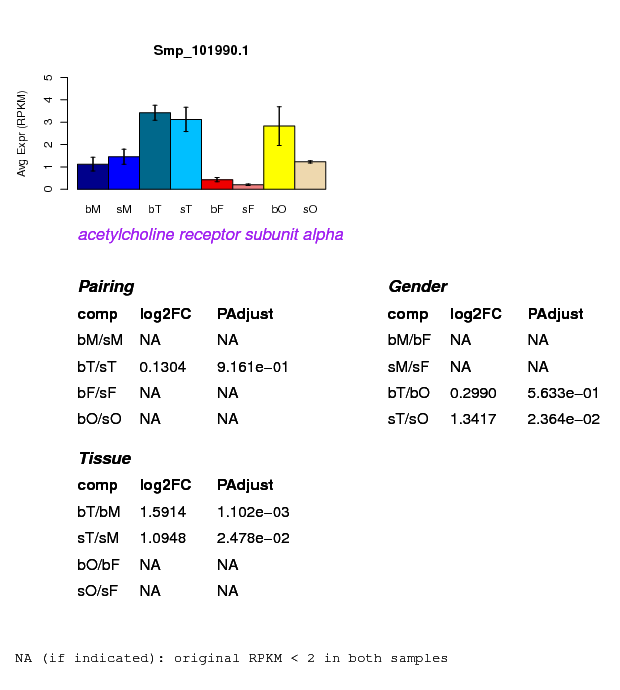 Smp_101990.1
Avg Expr (RPKM)
5
4
3
2
1
0
bM sM bT sT bF sF bO sO
acetylcholine receptor subunit alpha
Pairing
comp log2FC PAdjust
bM/sM NA NA
bT/sT 0.1304 9.161e−01
bF/sF NA NA
bO/sO NA NA
Gender
comp log2FC PAdjust
bM/bF NA NA
sM/sF NA NA
bT/bO 0.2990 5.633e−01
sT/sO 1.3417 2.364e−02
Tissue
comp log2FC PAdjust
bT/bM 1.5914 1.102e−03
sT/sM 1.0948 2.478e−02
bO/bF NA NA
sO/sF NA NA
NA (if indicated): original RPKM < 2 in both samples